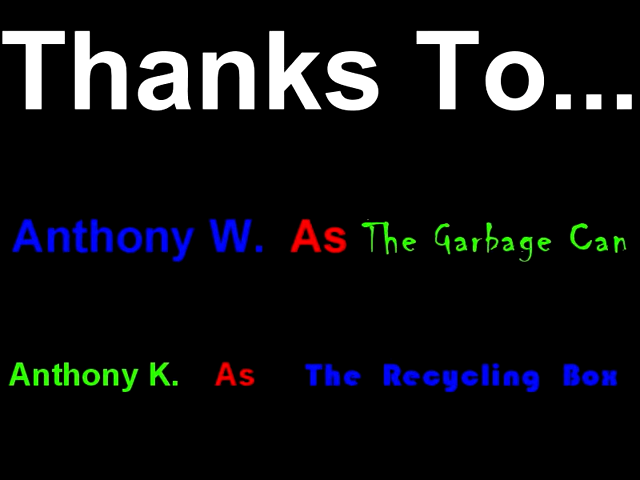 Thanks To...
Anthony W. As The Garbage Can
Anthony K. As The Recycling Box